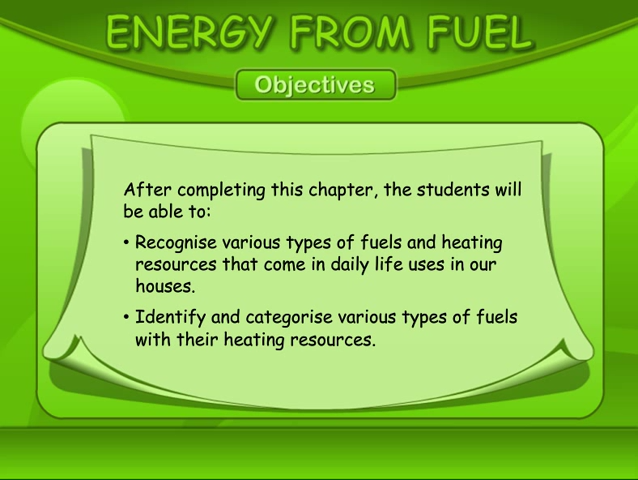 ENERGY FROM FUEL
Objectives
After completing this chapter, the students will
be able to:
• Recognise various types of fuels and heating
resources that come in daily life uses in our
houses.
• Identify and categorise various types of fuels
with their heating resources.